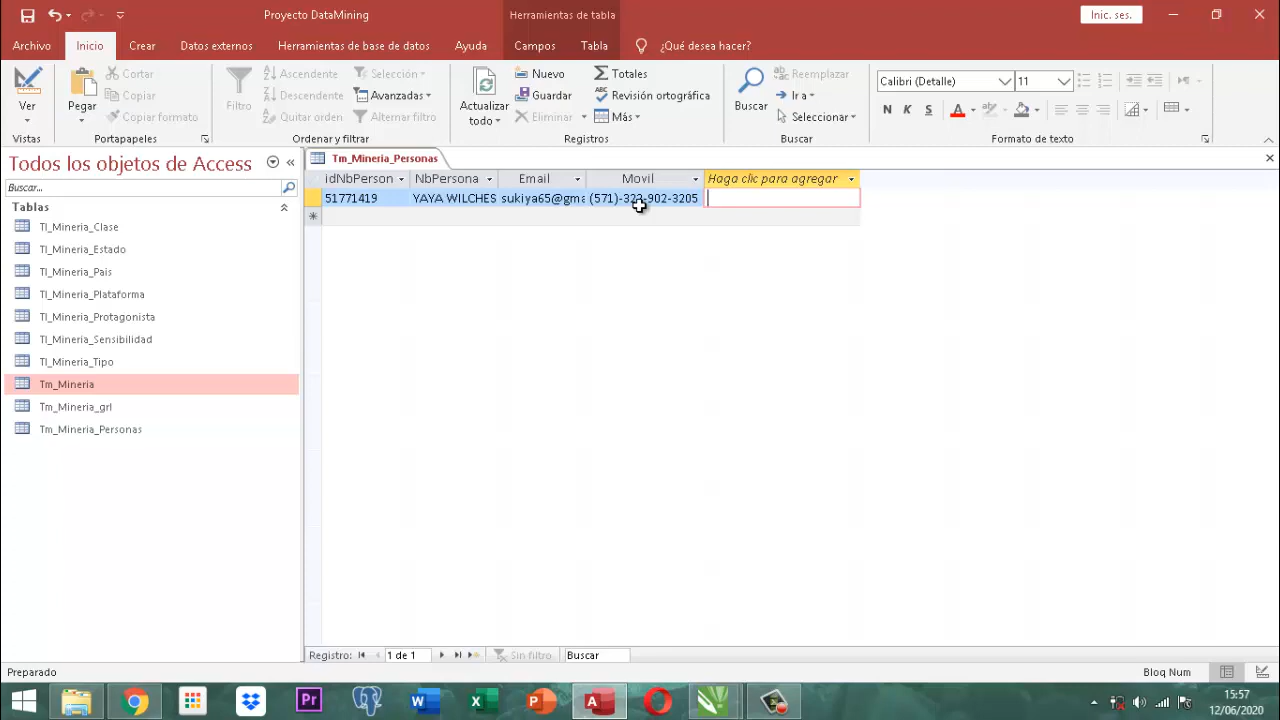 Proyecto DataMining
Herramientas de tabla
Inic. ses.
Archivo
Inicio
Crear
Datos externos
Herramientas de base de datos
Ayuda
Campos
Tabla
¿Qué desea hacer?
Ver
Vistas
Pegar
Cortar
Copiar
Copiar formato
Portapapeles
Filtro
Ascendente
Descendente
Quitar orden
Selección
Avanzadas
Alternar filtro
Ordenar y filtrar
Actualizar
todo
Nuevo
Guardar
Eliminar
Totales
Revisión ortográfica
Más
Registros
Buscar
Reemplazar
Ir a
Seleccionar
Buscar
Calibri (Detalle)
11
N K S
A
Formato de texto
Todos los objetos de Access
Buscar...
Tablas
Tl_Mineria_Clase
Tl_Mineria_Estado
Tl_Mineria_Pais
Tl_Mineria_Plataforma
Tl_Mineria_Protagonista
Tl_Mineria_Sensibilidad
Tl_Mineria_Tipo
Tm_Mineria
Tm_Mineria_grl
Tm_Mineria_Personas
Tm_Mineria_Personas
idNbPerson
NbPersona
Email
Movil
Haga clic para agregar
51771419
YAYA WILCHES
sukiya65@gma
Registro:
1 de 1
Sin filtro
Buscar
Preparado
Bloq Num
Pr
15:57
12/06/2020